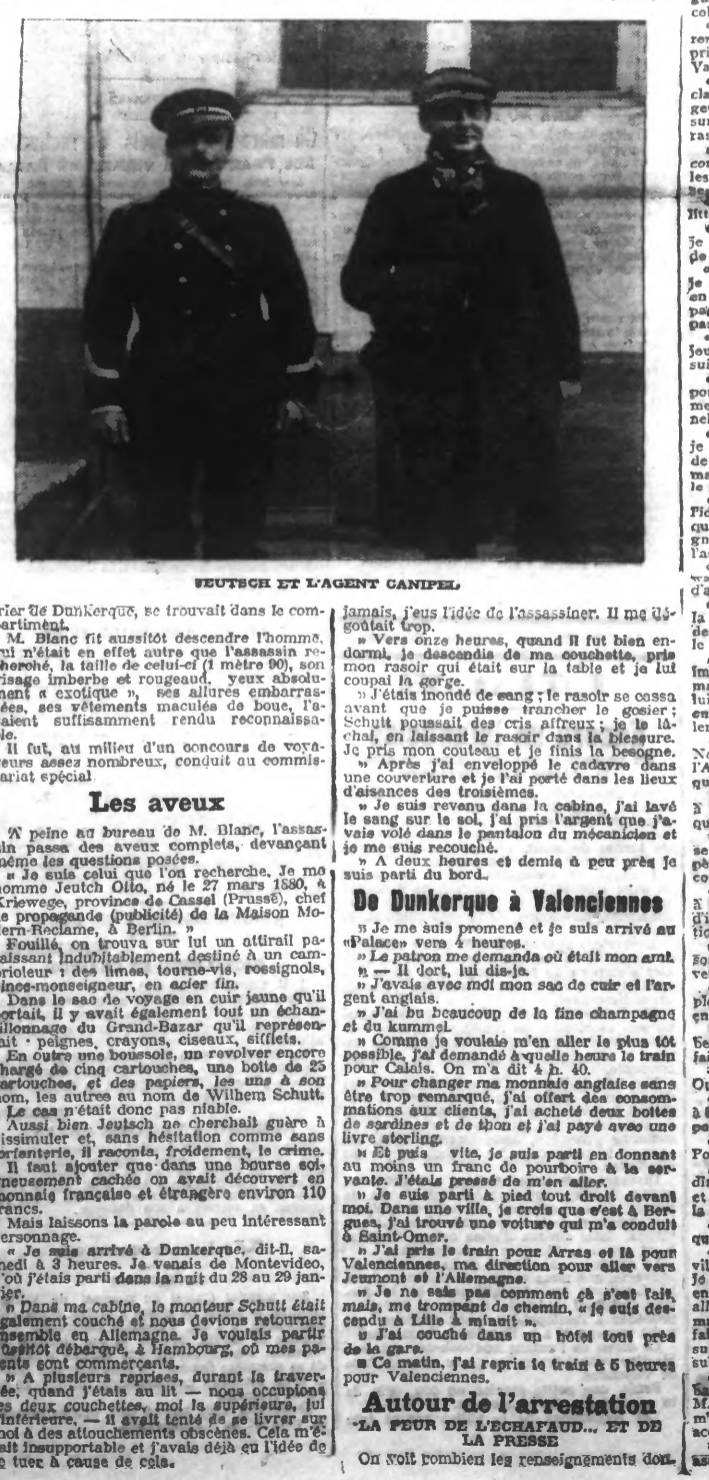 DEUTSCH ET L'AGENT CANIPEL
rier de Dunkerque, se trouvait dans le com-
partiment.
M. Blanc fit aussitôt descendre l'homme,
qui n'était en effet autre que l'assassin re-
cherché, la taille de celui-ci (1 mètre 90), son
visage imberbe et rougeaud, yeux absolu-
ment « exotique », ses allures embarras-
sées, ses vêtements maculés de boue, l'a-
vaient suffisamment rendu reconnaissa-
ble.
Il fut, au milieu d'un concours de voya-
geurs assez nombreux, conduit au commis-
sariat spécial.
Les aveux
A peine au bureau de M. Blanc, l'assas-
sin passa des aveux complets, devançant
même les questions posées.
« Je suis celui que l'on recherche. Je me
nomme Jeutch Otto, né le 27 mars 1880, à
Kriewege, province de Cassel (Prusse), chef
de propagande (publicité) de la Maison Mo-
dern-Reclame, à Berlin. »
Fouillé, on trouva sur lui un attirail pa-
raissant indubitablement destiné à un cam-
brioleur : des limes, tourne-vis, rossignols,
pince-monseigneur, en acier fin.
Dans le sac de voyage en cuir jaune qu'il
portait, il y avait également tout un échan-
tillonnage du Grand-Bazar qu'il représen-
tait : peignes, crayons, ciseaux, sifflets.
En outre une boussole, un revolver encore
chargé de cinq cartouches, une boîte de 25
cartouches, et des papiers, les uns à son
nom, les autres au nom de Wilhem Schutt.
Le cas n'était donc pas niable.
Aussi bien Jeutsch ne cherchait guère à
dissimuler et, sans hésitation comme sans
forfanterie, il raconta, froidement, le crime.
Il faut ajouter que dans une bourse soi-
gneusement cachée on avait découvert en
monnaie française et étrangère environ 110
francs.
Mais laissons la parole au peu intéressant
personnage.
« Je suis arrivé à Dunkerque, dit-il, sa-
medi à 3 heures. Je venais de Montevideo,
d'où j'étais parti dans la nuit du 28 au 29 jan-
vier.
» Dans ma cabine, le monteur Schutt était
également couché et nous devions retourner
ensemble en Allemagne. Je voulais partir
aussitôt débarqué, à Hambourg, où mes pa-
rents sont commerçants.
» A plusieurs reprises, durant la traver-
sée, quand j'étais au lit — nous occupions
les deux couchettes, moi la supérieure, lui
l'inférieure, — il avait tenté de se livrer sur
moi à des attouchements obscènes. Cela m'é-
tait insupportable et j'avais déjà eu l'idée de
le tuer à cause de cela.
jamais, j'eus l'idée de l'assassiner. Il me dé-
goûtait trop.
» Vers onze heures, quand il fut bien en-
dormi, je descendis de ma couchette, pris
mon rasoir qui était sur la table et je lui
coupai la gorge.
» J'étais inondé de sang ; le rasoir se cassa
avant que je puisse trancher le gosier ;
Schutt poussait des cris affreux ; je le lâ-
chai, en laissant le rasoir dans la blessure.
Je pris mon couteau et je finis la besogne.
» Après j'ai enveloppé le cadavre dans
une couverture et je l'ai porté dans les lieux
d'aisances des troisièmes.
» Je suis revenu dans la cabine, j'ai lavé
le sang sur le sol, j'ai pris l'argent que j'a-
vais volé dans le pantalon du mécanicien et
je me suis recouché.
» A deux heures et demie à peu près je
suis parti du bord.
De Dunkerque à Valenciennes
» Je me suis promené et je suis arrivé au
«Palace» vers 4 heures.
» Le patron me demanda où était mon ami.
» — Il dort, lui dis-je.
» J'avais avec moi mon sac de cuir et l'ar-
gent anglais.
» J'ai bu beaucoup de la fine champagne
et du kummel.
» Comme je voulais m'en aller le plus tôt
possible, j'ai demandé à quelle heure le train
pour Calais. On m'a dit 4 h. 40.
» Pour changer ma monnaie anglaise sans
être trop remarqué, j'ai offert des consom-
mations aux clients, j'ai acheté deux boîtes
de sardines et de thon et j'ai payé avec une
livre sterling.
» Et puis vite, je suis parti en donnant
au moins un franc de pourboire à la ser-
vante. J'étais pressé de m'en aller.
» Je suis parti à pied tout droit devant
moi. Dans une ville, je crois que c'est à Ber-
gues, j'ai trouvé une voiture qui m'a conduit
à Saint-Omer.
» J'ai pris le train pour Arras et là pour
Valenciennes, ma direction pour aller vers
Jeumont et l'Allemagne.
» Je ne sais pas comment çà s'est fait,
mais, me trompant de chemin, « je suis des-
cendu à Lille à minuit ».
» J'ai couché dans un hôtel tout près
de la gare.
» Ce matin, j'ai repris le train à 5 heures
pour Valenciennes.
Autour de l'arrestation
LA PEUR DE L'ECHAFAUD... ET DE
LA PRESSE
On voit combien les renseignements don-